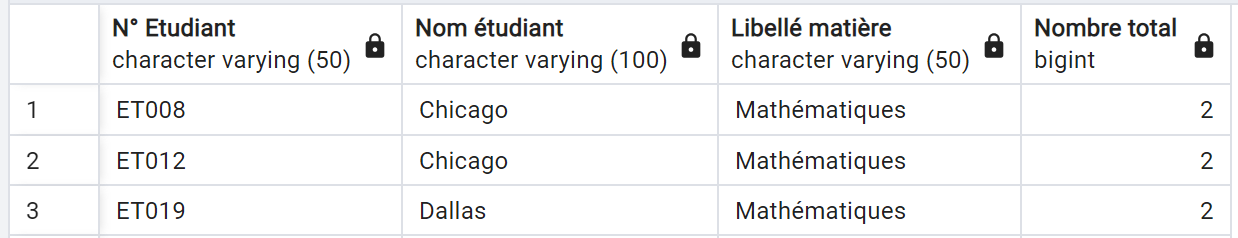 N° Etudiant Nom étudiant Libellé matière Nombre total
character varying (50) character varying (100) character varying (50) bigint
1 ET008 Chicago Mathématiques 2
2 ET012 Chicago Mathématiques 2
3 ET019 Dallas Mathématiques 2